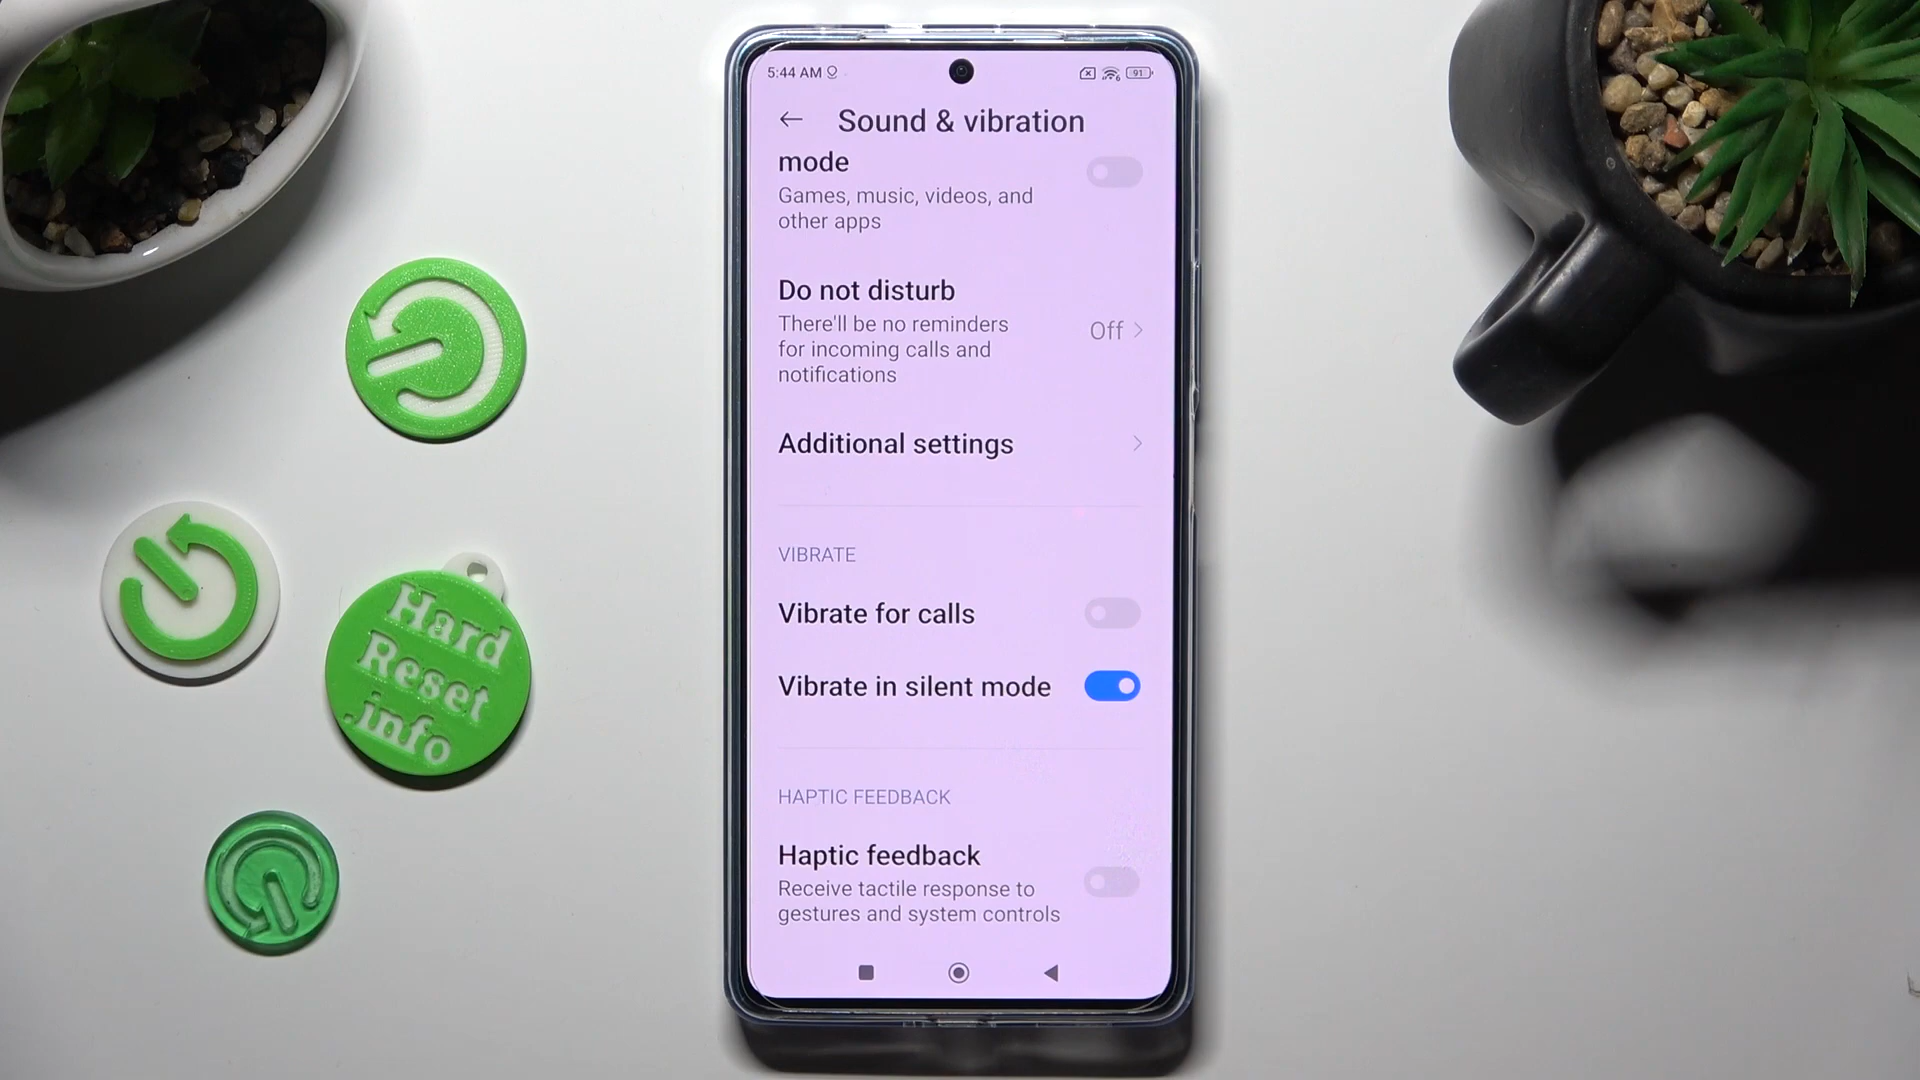 5:44 AM
91
Sound & vibration
mode
Games, music, videos, and
other apps
Do not disturb
There'll be no reminders
for incoming calls and
notifications
Off
Additional settings
VIBRATE
Vibrate for calls
Vibrate in silent mode
HAPTIC FEEDBACK
Haptic feedback
Receive tactile response to
gestures and system controls
Hard
Reset
.info